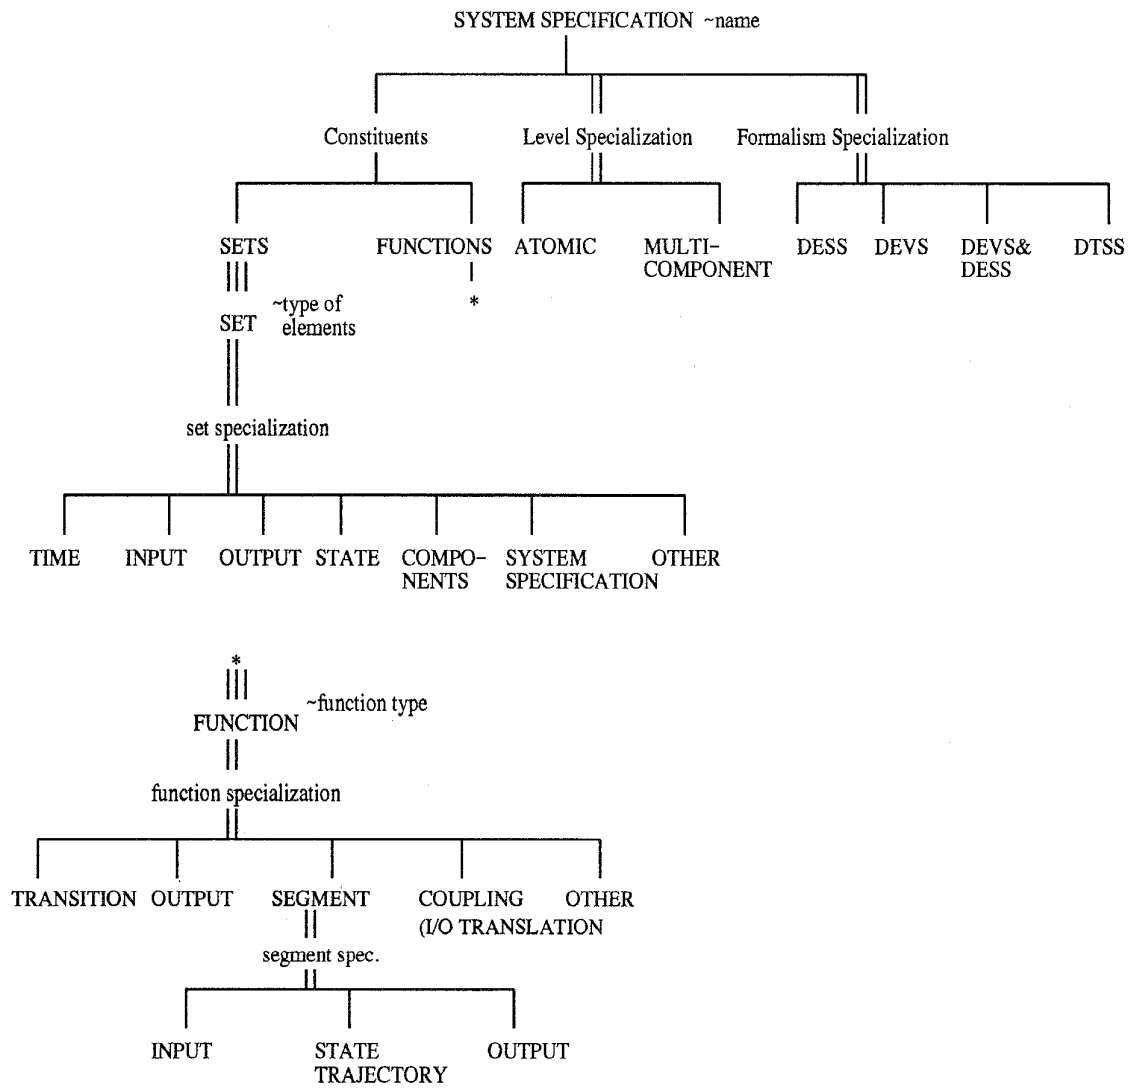 SYSTEM SPECIFICATION ~name
Constituents
Level Specialization
Formalism Specialization
SETS
FUNCTIONS
ATOMIC
MULTI-
COMPONENT
DESS
DEVS
DEVS&
DESS
DTSS
*
~type of
elements
SET
set specialization
TIME
INPUT
OUTPUT
STATE
COMPO-
NENTS
SYSTEM
SPECIFICATION
OTHER
*
~function type
FUNCTION
function specialization
TRANSITION
OUTPUT
SEGMENT
COUPLING
(I/O TRANSLATION
OTHER
segment spec.
INPUT
STATE
TRAJECTORY
OUTPUT